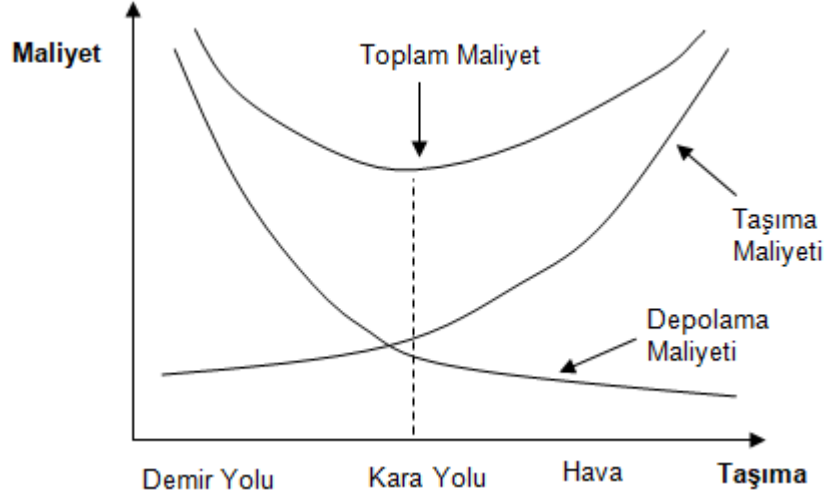 Maliyet
Toplam Maliyet
Taşıma
Maliyeti
Depolama
Maliyeti
Demir Yolu
Kara Yolu
Hava
Taşıma